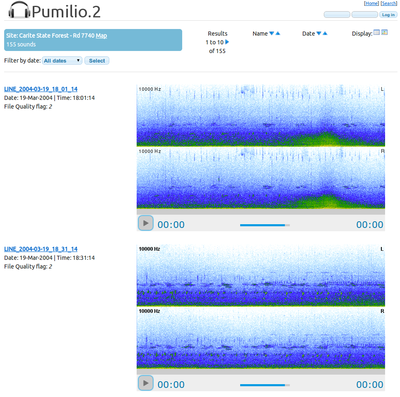 Pumilio.2
[Home] [Search]
Log in
Site: Carite State Forest - Rd 7740 Map
155 sounds
Results
1 to 10
of 155
Name
Date
Display:
Filter by date: All dates Select
LINE_2004-03-19_18_01_14
Date: 19-Mar-2004 | Time: 18:01:14
File Quality flag: 2
10000 Hz L
10000 Hz R
00:00 00:00
LINE_2004-03-19_18_31_14
Date: 19-Mar-2004 | Time: 18:31:14
File Quality flag: 2
10000 Hz L
10000 Hz R
00:00 00:00